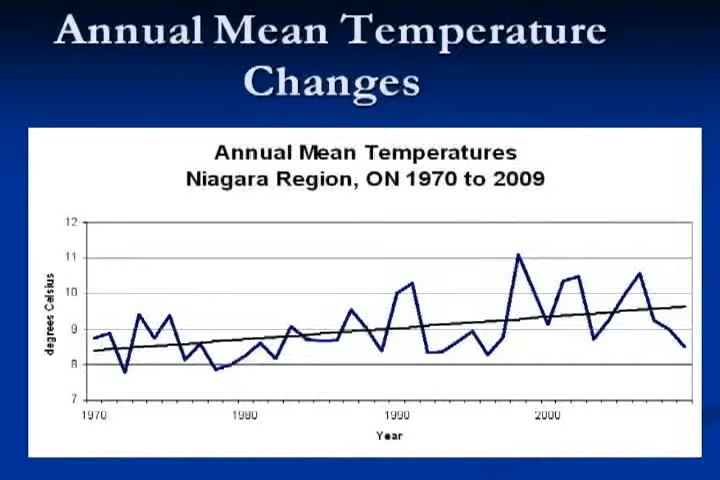 Annual Mean Temperature
Changes
Annual Mean Temperatures
Niagara Region, ON 1970 to 2009
degrees Celsius
12
11
10
9
8
7
1970 1980 1990 2000
Year